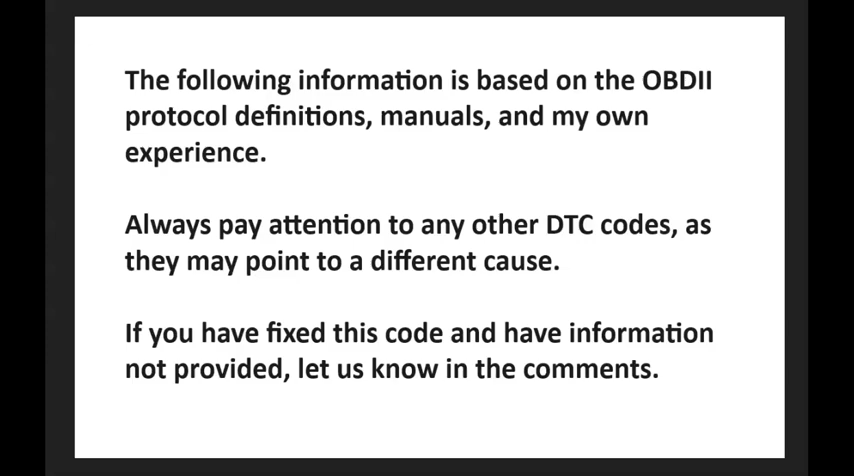 The following information is based on the OBDII
protocol definitions, manuals, and my own
experience.
Always pay attention to any other DTC codes, as
they may point to a different cause.
If you have fixed this code and have information
not provided, let us know in the comments.